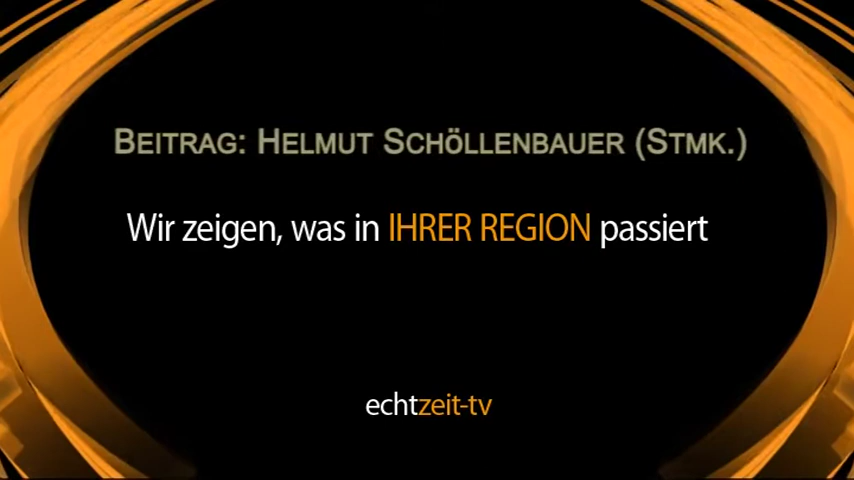 Beitrag: Helmut Schöllenbauer (Stmk.)
Wir zeigen, was in IHRER REGION passiert
echtzeit-tv